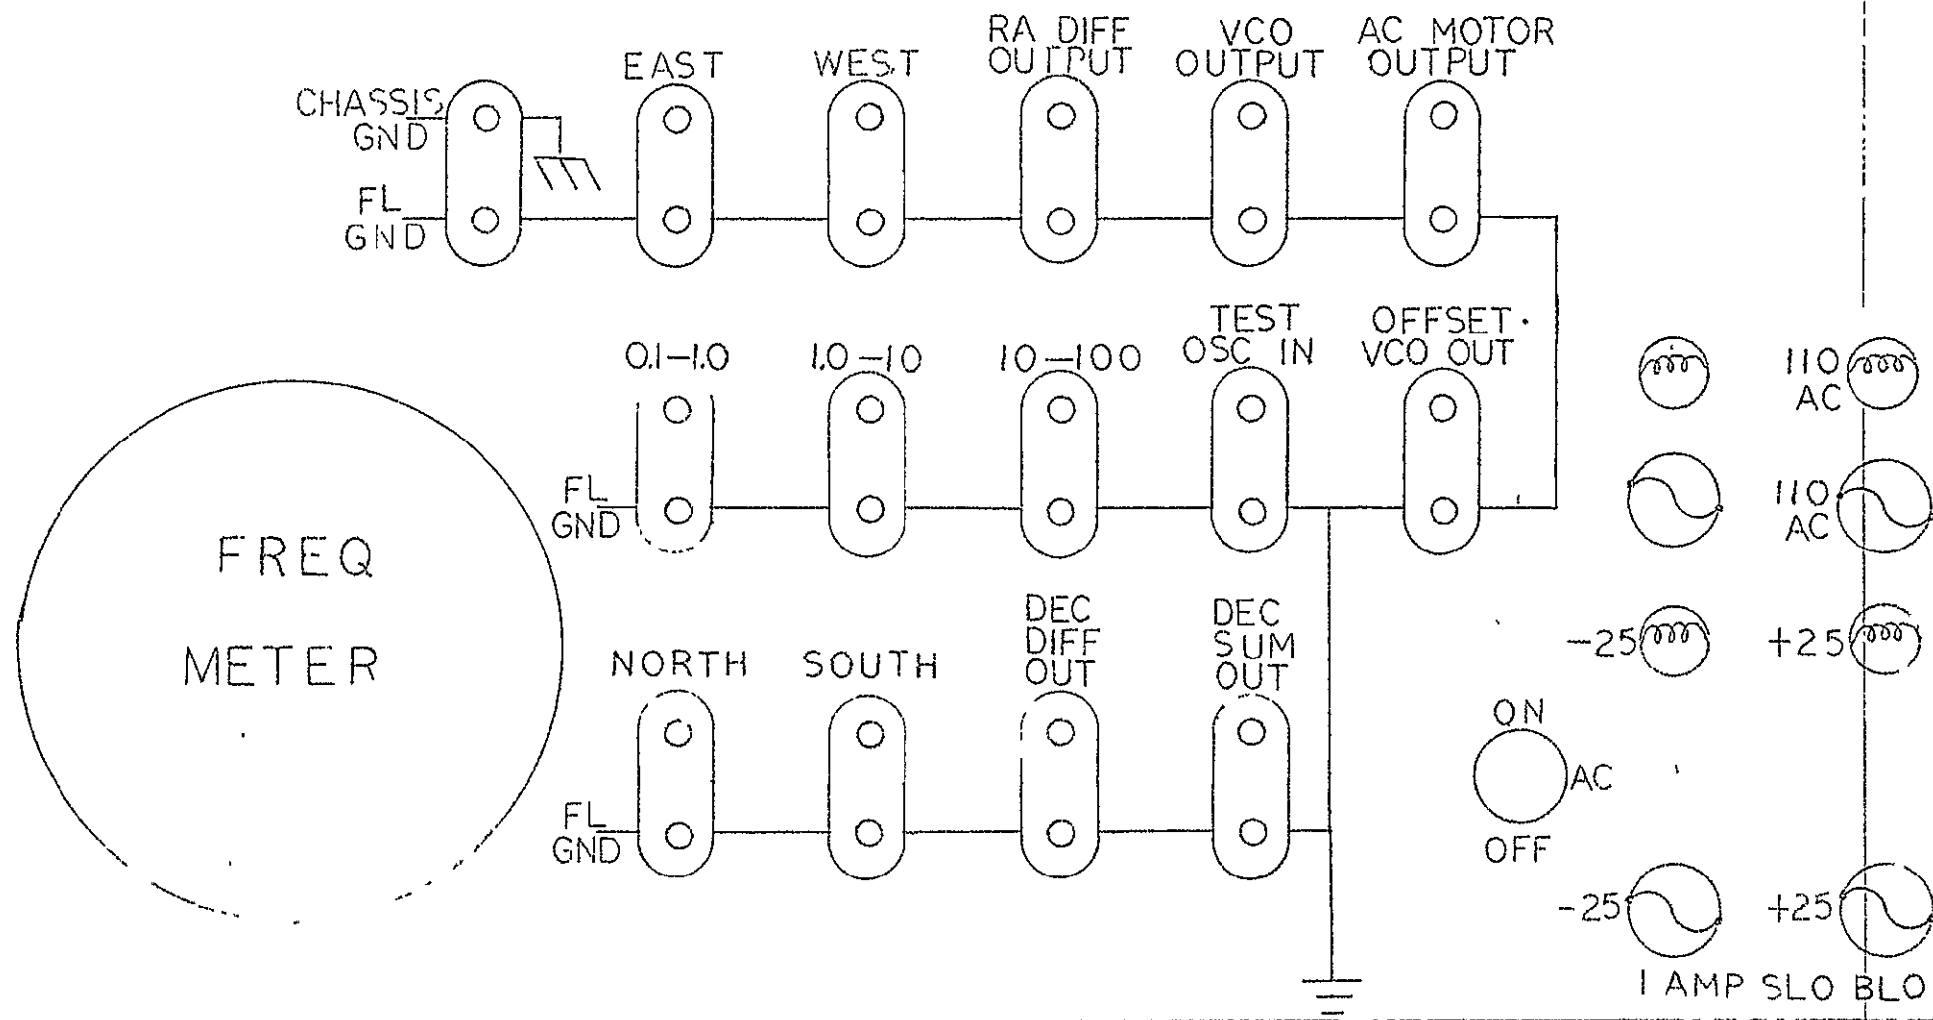 CHASSIS
GND
FL
GND
EAST
WEST
RA DIFF
OUTPUT
VCO
OUTPUT
AC MOTOR
OUTPUT
0.1-1.0
1.0-10
10-100
TEST
OSC IN
OFFSET
VCO OUT
FL
GND
110
AC
110
AC
FREQ
METER
NORTH
SOUTH
DEC
DIFF
OUT
DEC
SUM
OUT
FL
GND
-25
+25
ON
AC
OFF
-25
+25
1 AMP SLO BLO